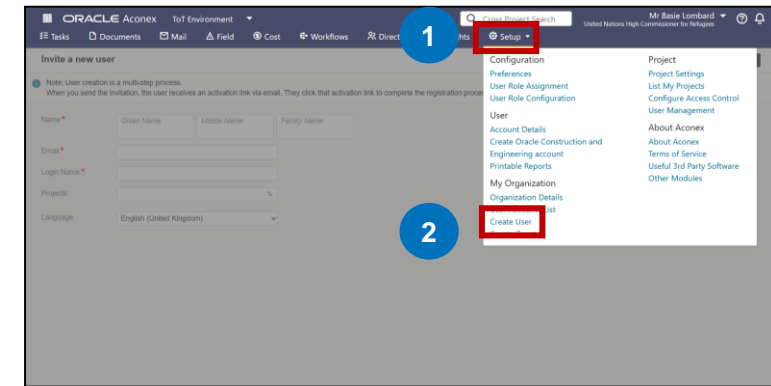 ORACLE Aconex ToT Environment
Cross Project Search
Mr Basie Lombard
United Nations High Commissioner for Refugees
Tasks Documents Mail Field Cost Workflows Direct hts Setup
1
Invite a new user
Note: User creation is a multi-step process.
When you send the invitation, the user receives an activation link via email. They click that activation link to complete the registration proce
Name* Given Name Middle Name Family Name
Email*
Login Name*
Projects
Language English (United Kingdom)
Configuration
Preferences
User Role Assignment
User Role Configuration
User
Account Details
Create Oracle Construction and
Engineering account
Printable Reports
My Organization
Organization Details
List
Create User
Project
Project Settings
List My Projects
Configure Access Control
User Management
About Aconex
About Aconex
Terms of Service
Useful 3rd Party Software
Other Modules
2